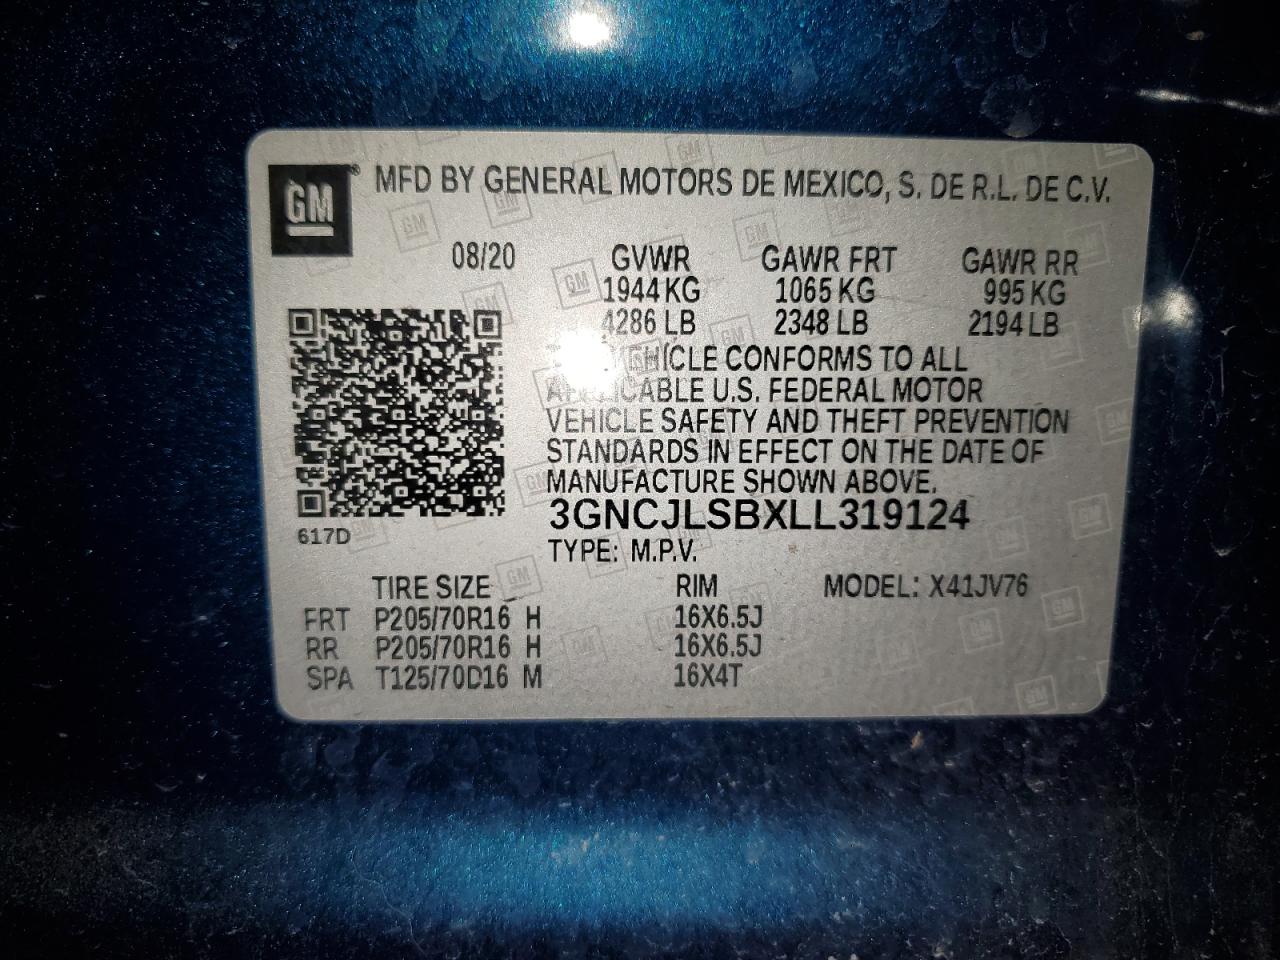 GM ® MFD BY GENERAL MOTORS DE MEXICO, S. DE R.L. DE C.V.
08/20 GVWR GAWR FRT GAWR RR
1944 KG 1065 KG 995 KG
4286 LB 2348 LB 2194 LB
VEHICLE CONFORMS TO ALL
APPLICABLE U.S. FEDERAL MOTOR
VEHICLE SAFETY AND THEFT PREVENTION
STANDARDS IN EFFECT ON THE DATE OF
MANUFACTURE SHOWN ABOVE.
3GNCJLSBXLL319124
617D
TYPE: M.P.V.
TIRE SIZE RIM MODEL: X41JV76
FRT P205/70R16 H 16X6.5J
RR P205/70R16 H 16X6.5J
SPA T125/70D16 M 16X4T